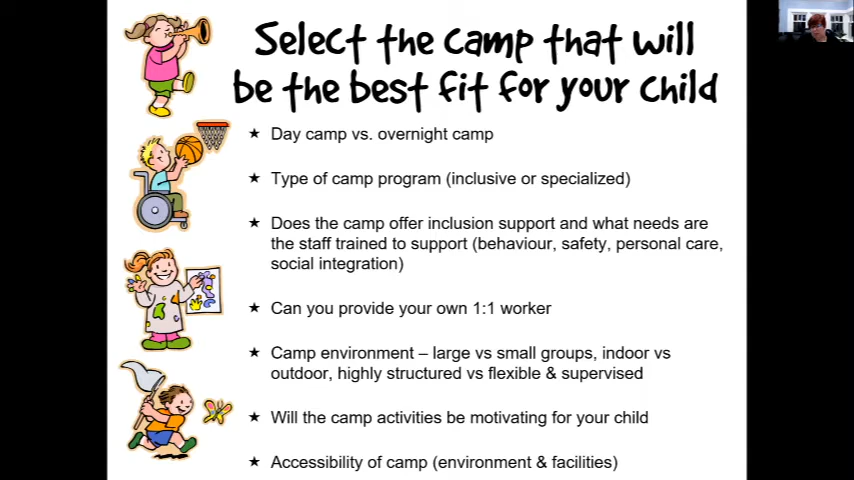 Select the camp that will
be the best fit for your child
★ Day camp vs. overnight camp
★ Type of camp program (inclusive or specialized)
★ Does the camp offer inclusion support and what needs are
the staff trained to support (behaviour, safety, personal care,
social integration)
★ Can you provide your own 1:1 worker
★ Camp environment – large vs small groups, indoor vs
outdoor, highly structured vs flexible & supervised
★ Will the camp activities be motivating for your child
★ Accessibility of camp (environment & facilities)